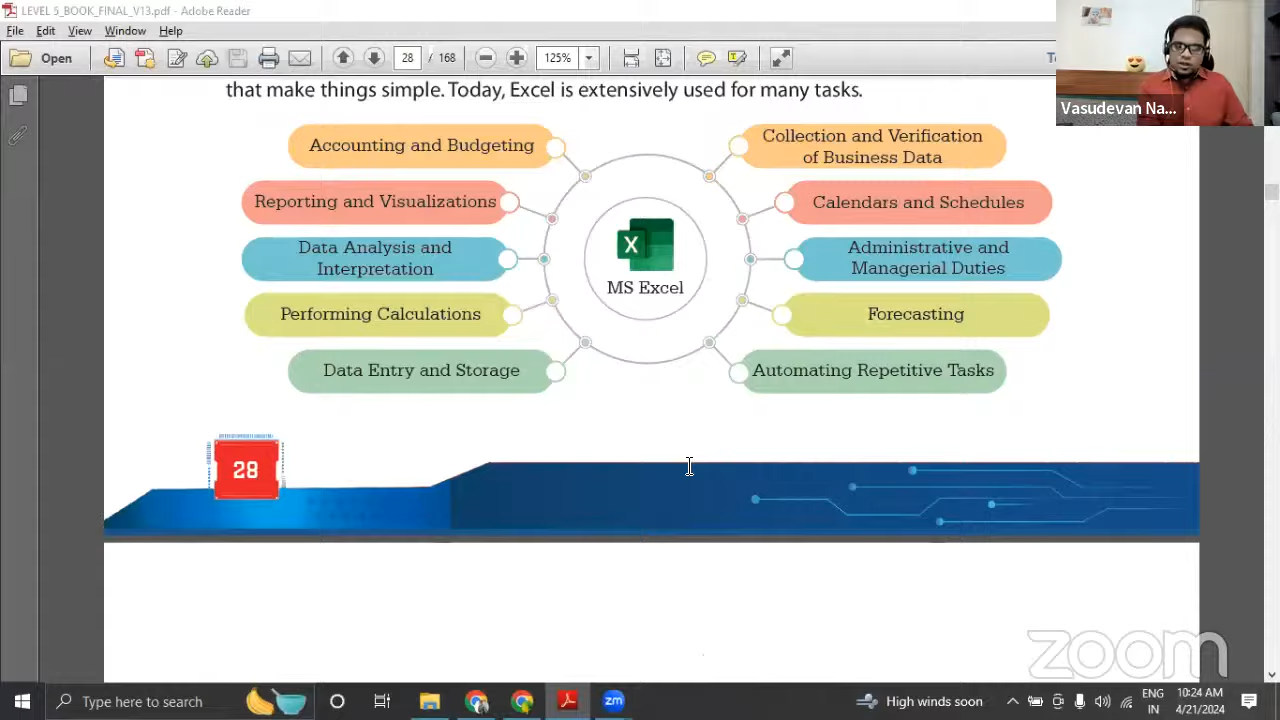 LEVEL 5_BOOK_FINAL_V13.pdf - Adobe Reader
File Edit View Window Help
Open 28 / 168 125%
that make things simple. Today, Excel is extensively used for many tasks.
Accounting and Budgeting
Reporting and Visualizations
Data Analysis and
Interpretation
Performing Calculations
Data Entry and Storage
X
MS Excel
Collection and Verification
of Business Data
Calendars and Schedules
Administrative and
Managerial Duties
Forecasting
Automating Repetitive Tasks
28
Vasudevan Na...
zoom
Type here to search
zm
High winds soon
ENG
IN
10:24 AM
4/21/2024